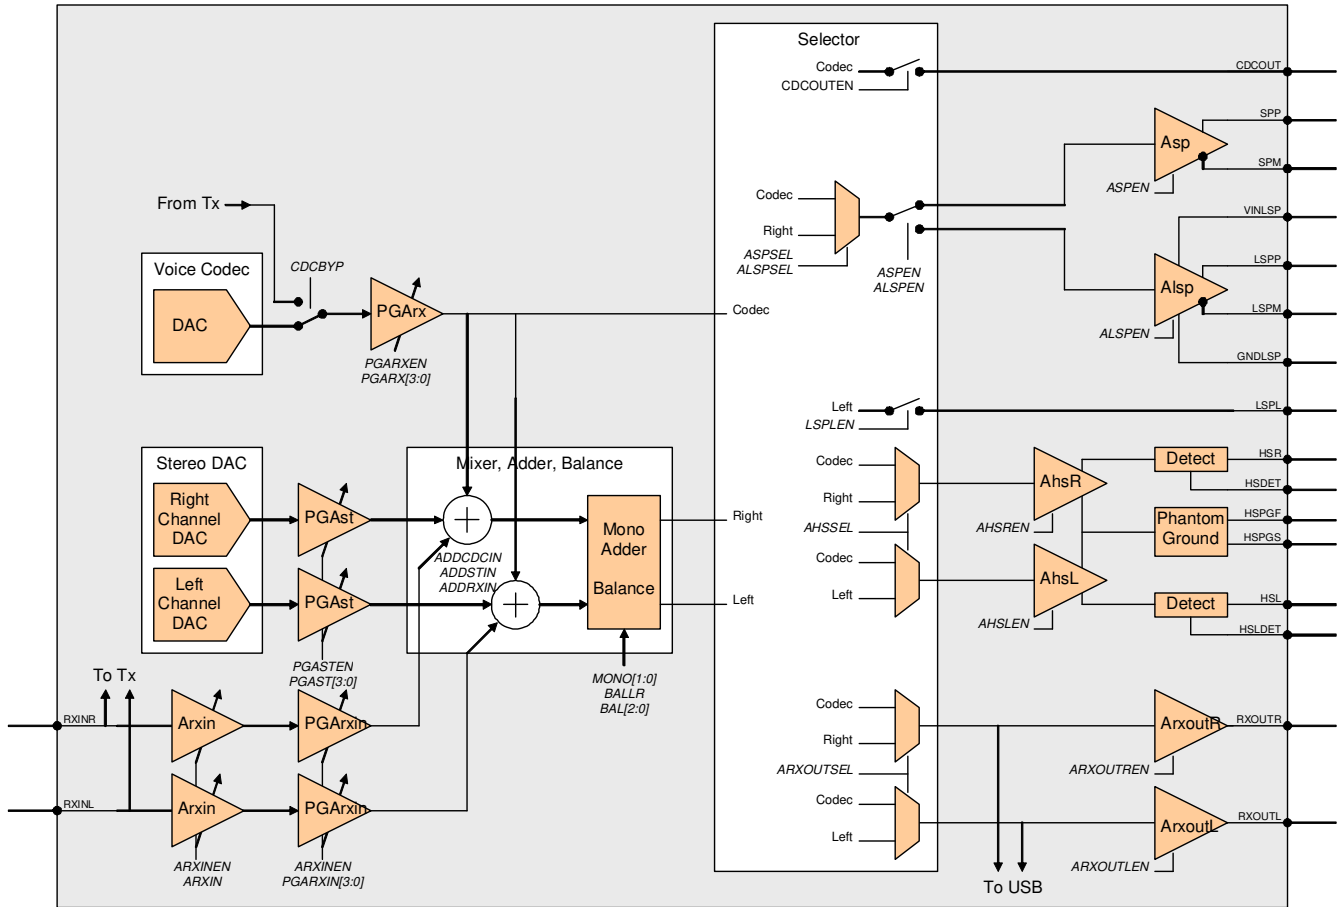 Selector
Codec
CDCOUTEN
CDCOUT
SPP
Asp
SPM
ASPEN
From Tx
Codec
Right
ASPSEL
ALSPSEL
ASPEN
ALSPEN
VINLSP
LSPP
Alsp
LSPM
ALSPEN
GNDLSP
Voice Codec
DAC
CDCBYP
PGArx
PGARXEN
PGARX[3:0]
Codec
Left
LSPLEN
LSPL
Stereo DAC
Right
Channel
DAC
Left
Channel
DAC
PGAst
PGAst
PGASTEN
PGAST[3:0]
Mixer, Adder, Balance
ADDCDCIN
ADDSTIN
ADDRXIN
Mono
Adder
Balance
MONO[1:0]
BALLR
BAL[2:0]
Right
Left
Codec
Right
AHSSEL
Codec
Left
AhsR
AHSREN
AhsL
AHSLEN
Detect
HSR
HSDET
Phantom
Ground
HSPGF
HSPGS
Detect
HSL
HSLDET
To Tx
RXINR
Arxin
PGArxin
RXINL
Arxin
PGArxin
ARXINEN
ARXIN
ARXINEN
PGARXIN[3:0]
Codec
Right
ARXOUTSEL
Codec
Left
ArxoutR
RXOUTR
ARXOUTREN
ArxoutL
RXOUTL
ARXOUTLEN
To USB